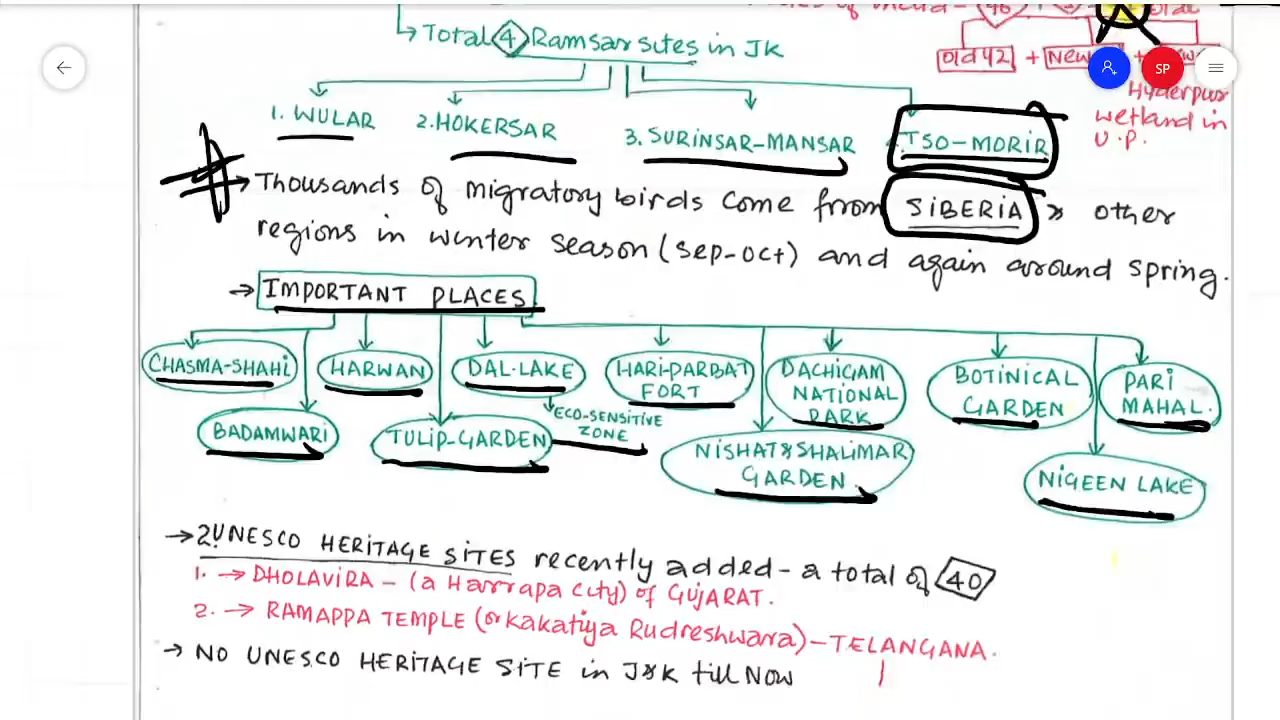 ↳ Total 4 Ramsar sites in JK
Old 42 + New
SP
Hyderpur
wetland in
U.P.
1. WULAR
2. HOKERSAR
3. SURINSAR-MANSAR
TSO-MORIR
→ Thousands of migratory birds come from SIBERIA & other
regions in winter season (sep-oct) and again around spring.
→ IMPORTANT PLACES
CHASMA-SHAHI
HARWAN
DAL-LAKE
HARI-PARBAT
FORT
DACHIGAM
NATIONAL
PARK
BOTINICAL
GARDEN
PARI
MAHAL.
BADAMWARI
TULIP-GARDEN
ECO-SENSITIVE
ZONE
NISHAT & SHALIMAR
GARDEN
NIGEEN LAKE
→ 2 UNESCO HERITAGE SITES recently added - a total of 40
1. → DHOLAVIRA - (a Harrapa city) of GUJARAT.
2. → RAMAPPA TEMPLE (or Kakatiya Rudreshwara) - TELANGANA.
→ NO UNESCO HERITAGE SITE in J&K till Now